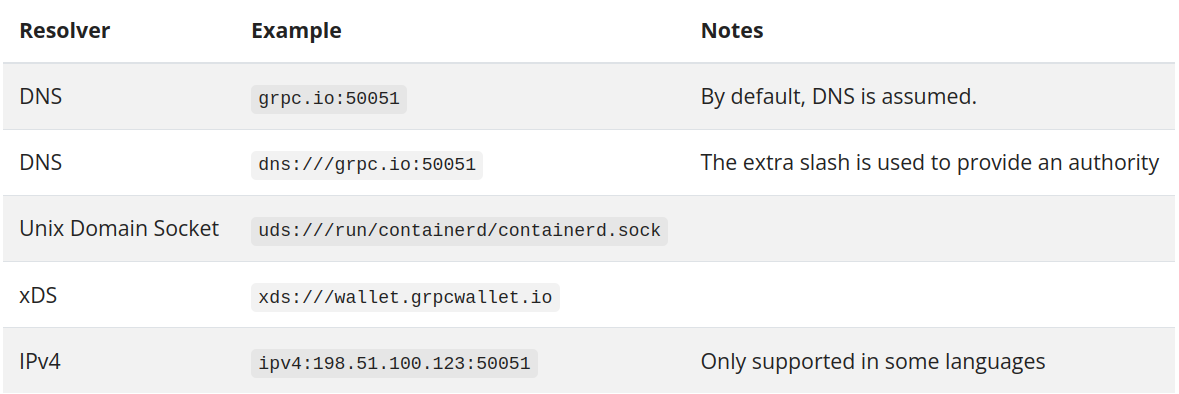 Resolver Example Notes
DNS grpc.io:50051 By default, DNS is assumed.
DNS dns:///grpc.io:50051 The extra slash is used to provide an authority
Unix Domain Socket uds:///run/containerd/containerd.sock
xDS xds:///wallet.grpcwallet.io
IPv4 ipv4:198.51.100.123:50051 Only supported in some languages